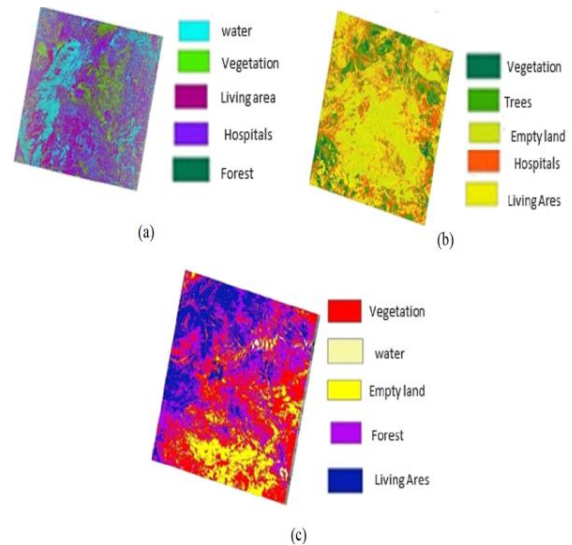 water
Vegetation
Living area
Hospitals
Forest
(a)
Vegetation
Trees
Empty land
Hospitals
Living Ares
(b)
Vegetation
water
Empty land
Forest
Living Ares
(c)